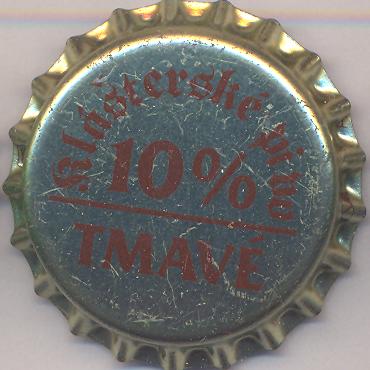 Klášterské pivo
10%
TMAVÉ